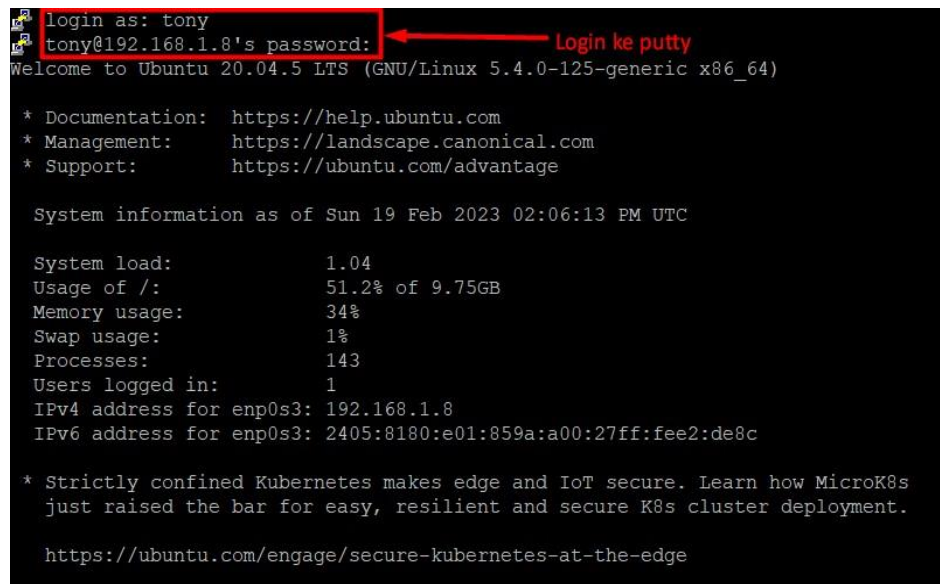 login as: tony
tony@192.168.1.8's password:
Login ke putty
Welcome to Ubuntu 20.04.5 LTS (GNU/Linux 5.4.0-125-generic x86_64)
* Documentation: https://help.ubuntu.com
* Management: https://landscape.canonical.com
* Support: https://ubuntu.com/advantage
System information as of Sun 19 Feb 2023 02:06:13 PM UTC
System load: 1.04
Usage of /: 51.2% of 9.75GB
Memory usage: 34%
Swap usage: 1%
Processes: 143
Users logged in: 1
IPv4 address for enp0s3: 192.168.1.8
IPv6 address for enp0s3: 2405:8180:e01:859a:a00:27ff:fee2:de8c
* Strictly confined Kubernetes makes edge and IoT secure. Learn how MicroK8s
just raised the bar for easy, resilient and secure K8s cluster deployment.
https://ubuntu.com/engage/secure-kubernetes-at-the-edge